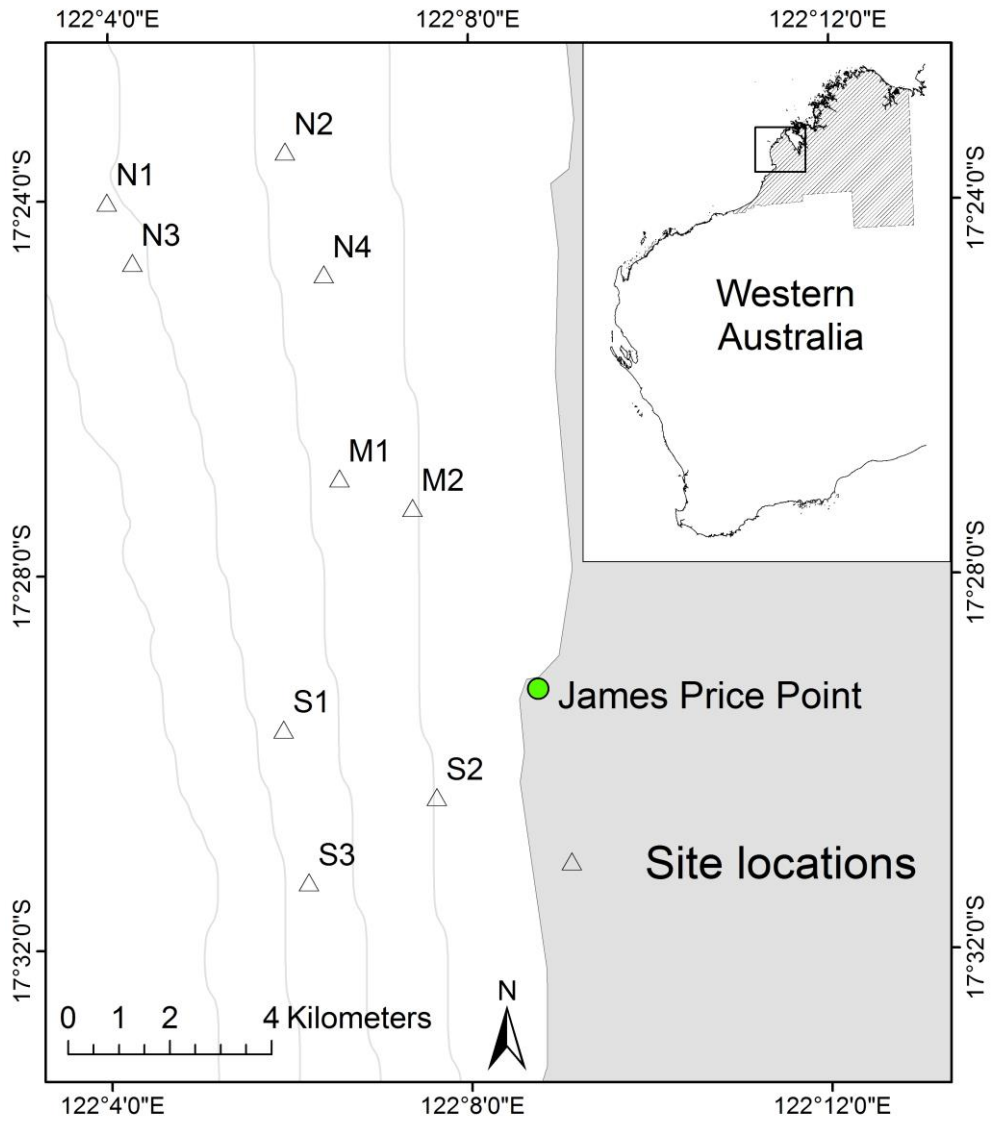 122°4'0"E
122°8'0"E
122°12'0"E
N2
N1
17°24'0"S
17°24'0"S
N3
N4
Western
Australia
M1
M2
17°28'0"S
17°28'0"S
S1
James Price Point
S2
S3
Site locations
17°32'0"S
17°32'0"S
N
0 1 2 4 Kilometers
122°4'0"E
122°8'0"E
122°12'0"E